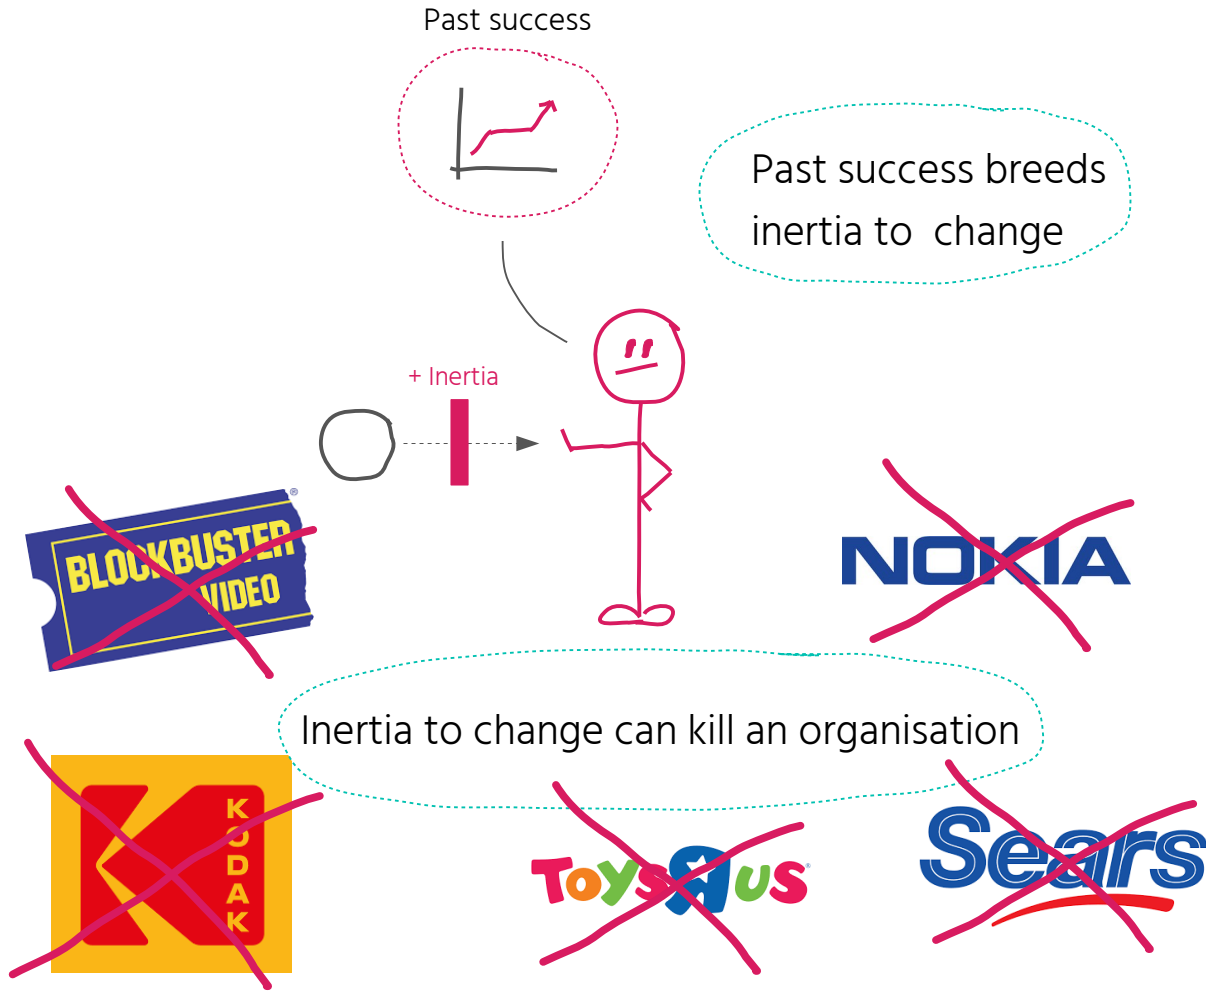 Past success
Past success breeds
inertia to change
+ Inertia
BLOCKBUSTER
VIDEO
NOKIA
Inertia to change can kill an organisation
KODAK
Toys R us
Sears